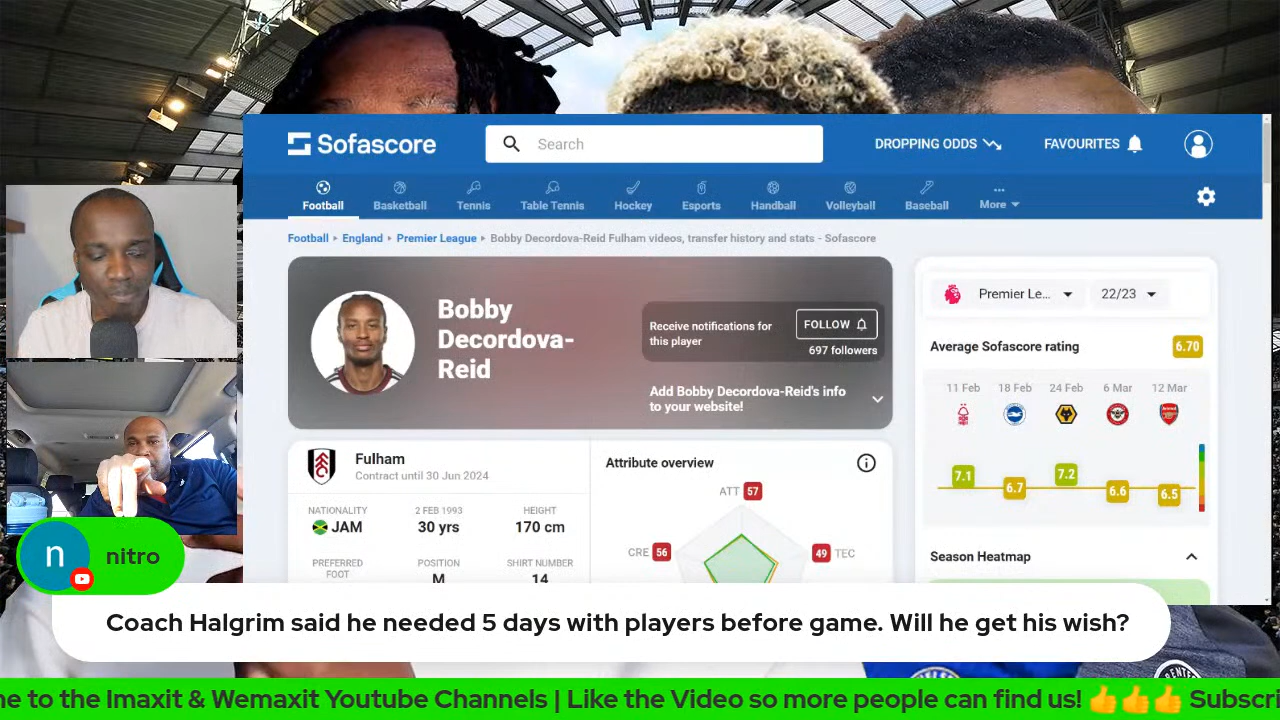 Sofascore
Search
DROPPING ODDS
FAVOURITES
Football
Basketball
Tennis
Table Tennis
Hockey
Esports
Handball
Volleyball
Baseball
More
Football ▸ England ▸ Premier League ▸ Bobby Decordova-Reid Fulham videos, transfer history and stats - Sofascore
Bobby
Decordova-
Reid
Receive notifications for
this player
FOLLOW
697 followers
Add Bobby Decordova-Reid's info
to your website!
Premier Le...
22/23
Average Sofascore rating
6.70
11 Feb
18 Feb
24 Feb
6 Mar
12 Mar
7.1
6.7
7.2
6.6
6.5
Season Heatmap
Fulham
Contract until 30 Jun 2024
NATIONALITY
JAM
2 FEB 1993
30 yrs
HEIGHT
170 cm
PREFERRED
FOOT
POSITION
M
SHIRT NUMBER
14
Attribute overview
ATT 57
CRE 56
49 TEC
n
nitro
Coach Halgrim said he needed 5 days with players before game. Will he get his wish?
ne to the Imaxit & Wemaxit Youtube Channels | Like the Video so more people can find us! 👍👍👍 Subscri